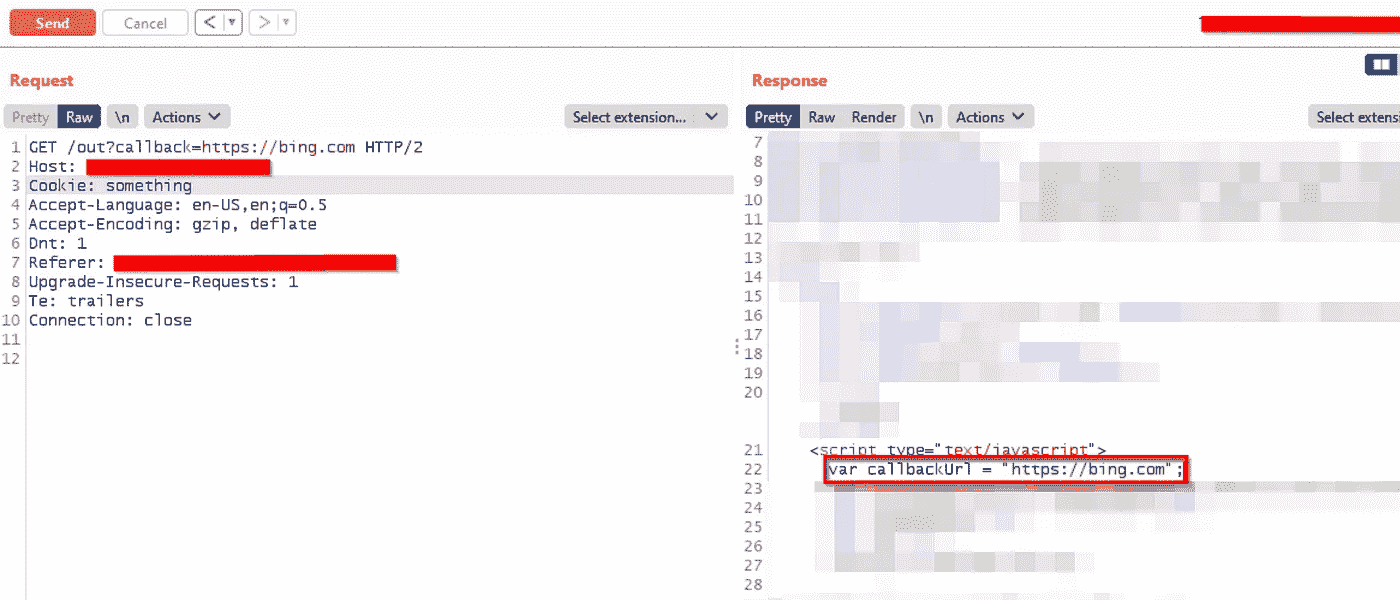 Send Cancel < >
Request
Response
Pretty Raw \n Actions
Select extension...
Pretty Raw Render \n Actions
Select extensi
1 GET /out?callback=https://bing.com HTTP/2
2 Host:
3 Cookie: something
4 Accept-Language: en-US,en;q=0.5
5 Accept-Encoding: gzip, deflate
6 Dnt: 1
7 Referer:
8 Upgrade-Insecure-Requests: 1
9 Te: trailers
10 Connection: close
11
12
7
8
9
10
11
12
13
14
15
16
17
18
19
20
21 <script type="text/javascript">
22 var callbackUrl = "https://bing.com";
23
24
25
26
27
28